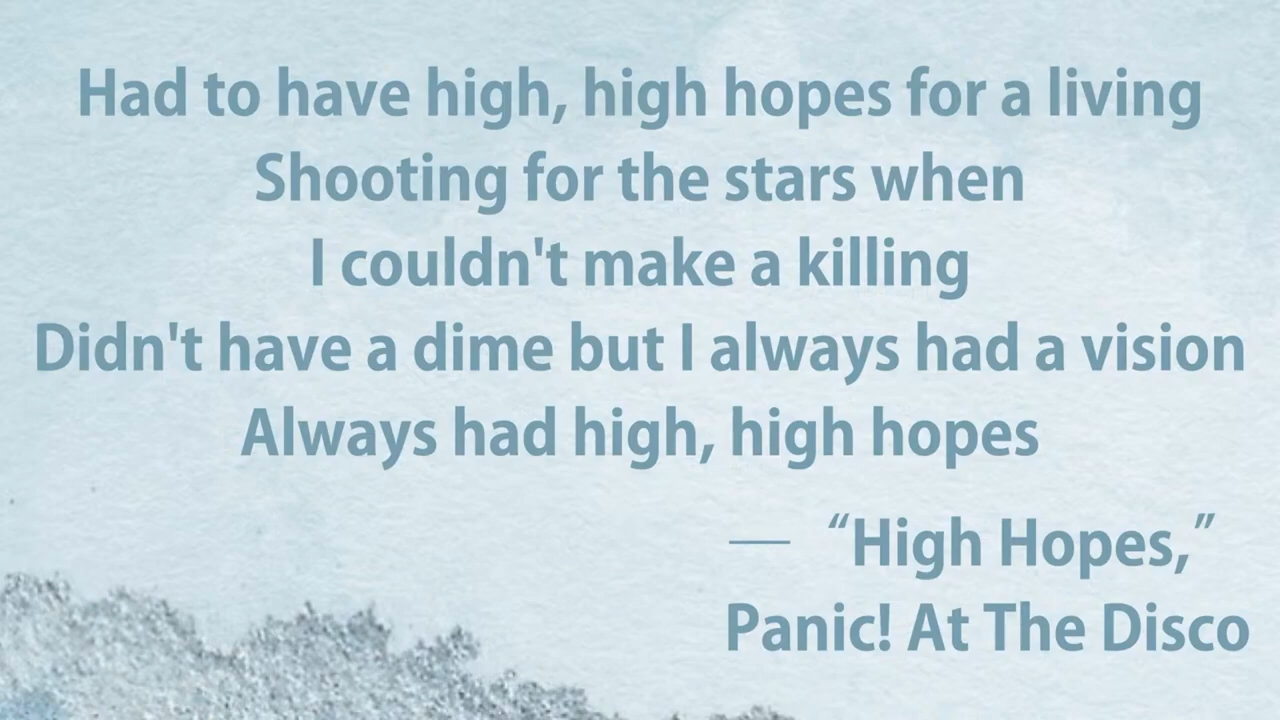 Had to have high, high hopes for a living
Shooting for the stars when
I couldn't make a killing
Didn't have a dime but I always had a vision
Always had high, high hopes
— “High Hopes,”
Panic! At The Disco